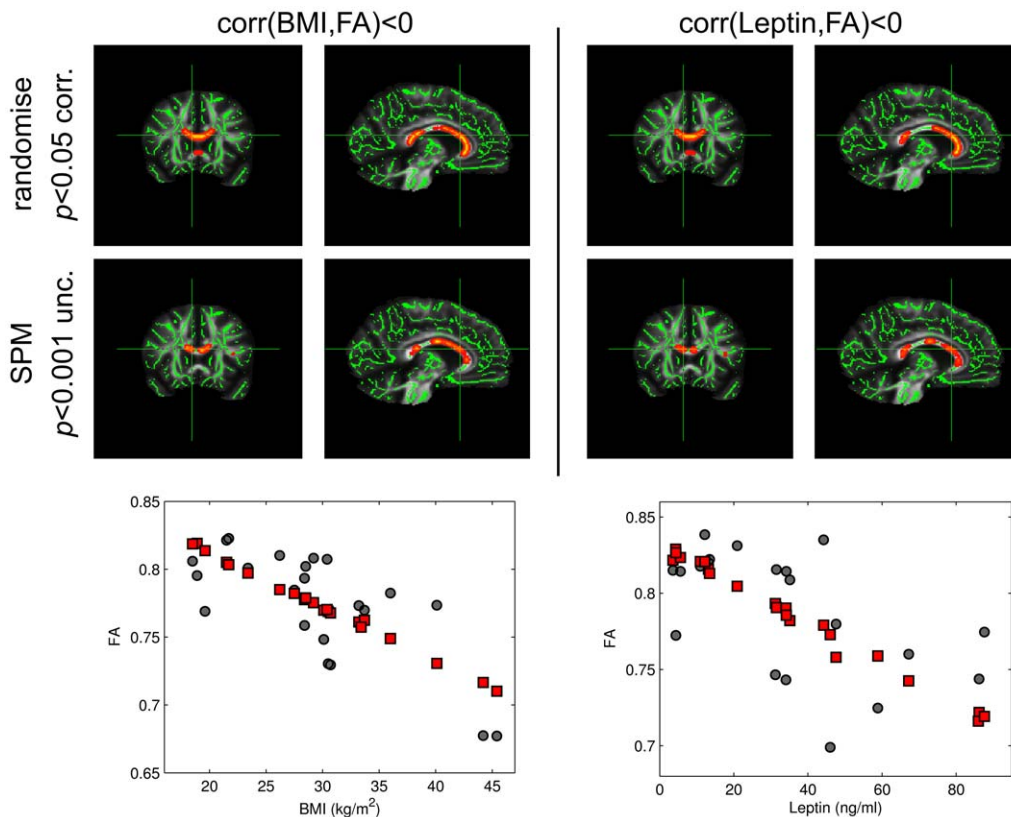 corr(BMI,FA)<0
corr(Leptin,FA)<0
randomise
p<0.05 corr.
SPM
p<0.001 unc.
0.85
0.8
0.75
0.7
0.65
FA
20
25
30
35
40
45
BMI (kg/m²)
0.85
0.8
0.75
0.7
FA
0
20
40
60
80
Leptin (ng/ml)